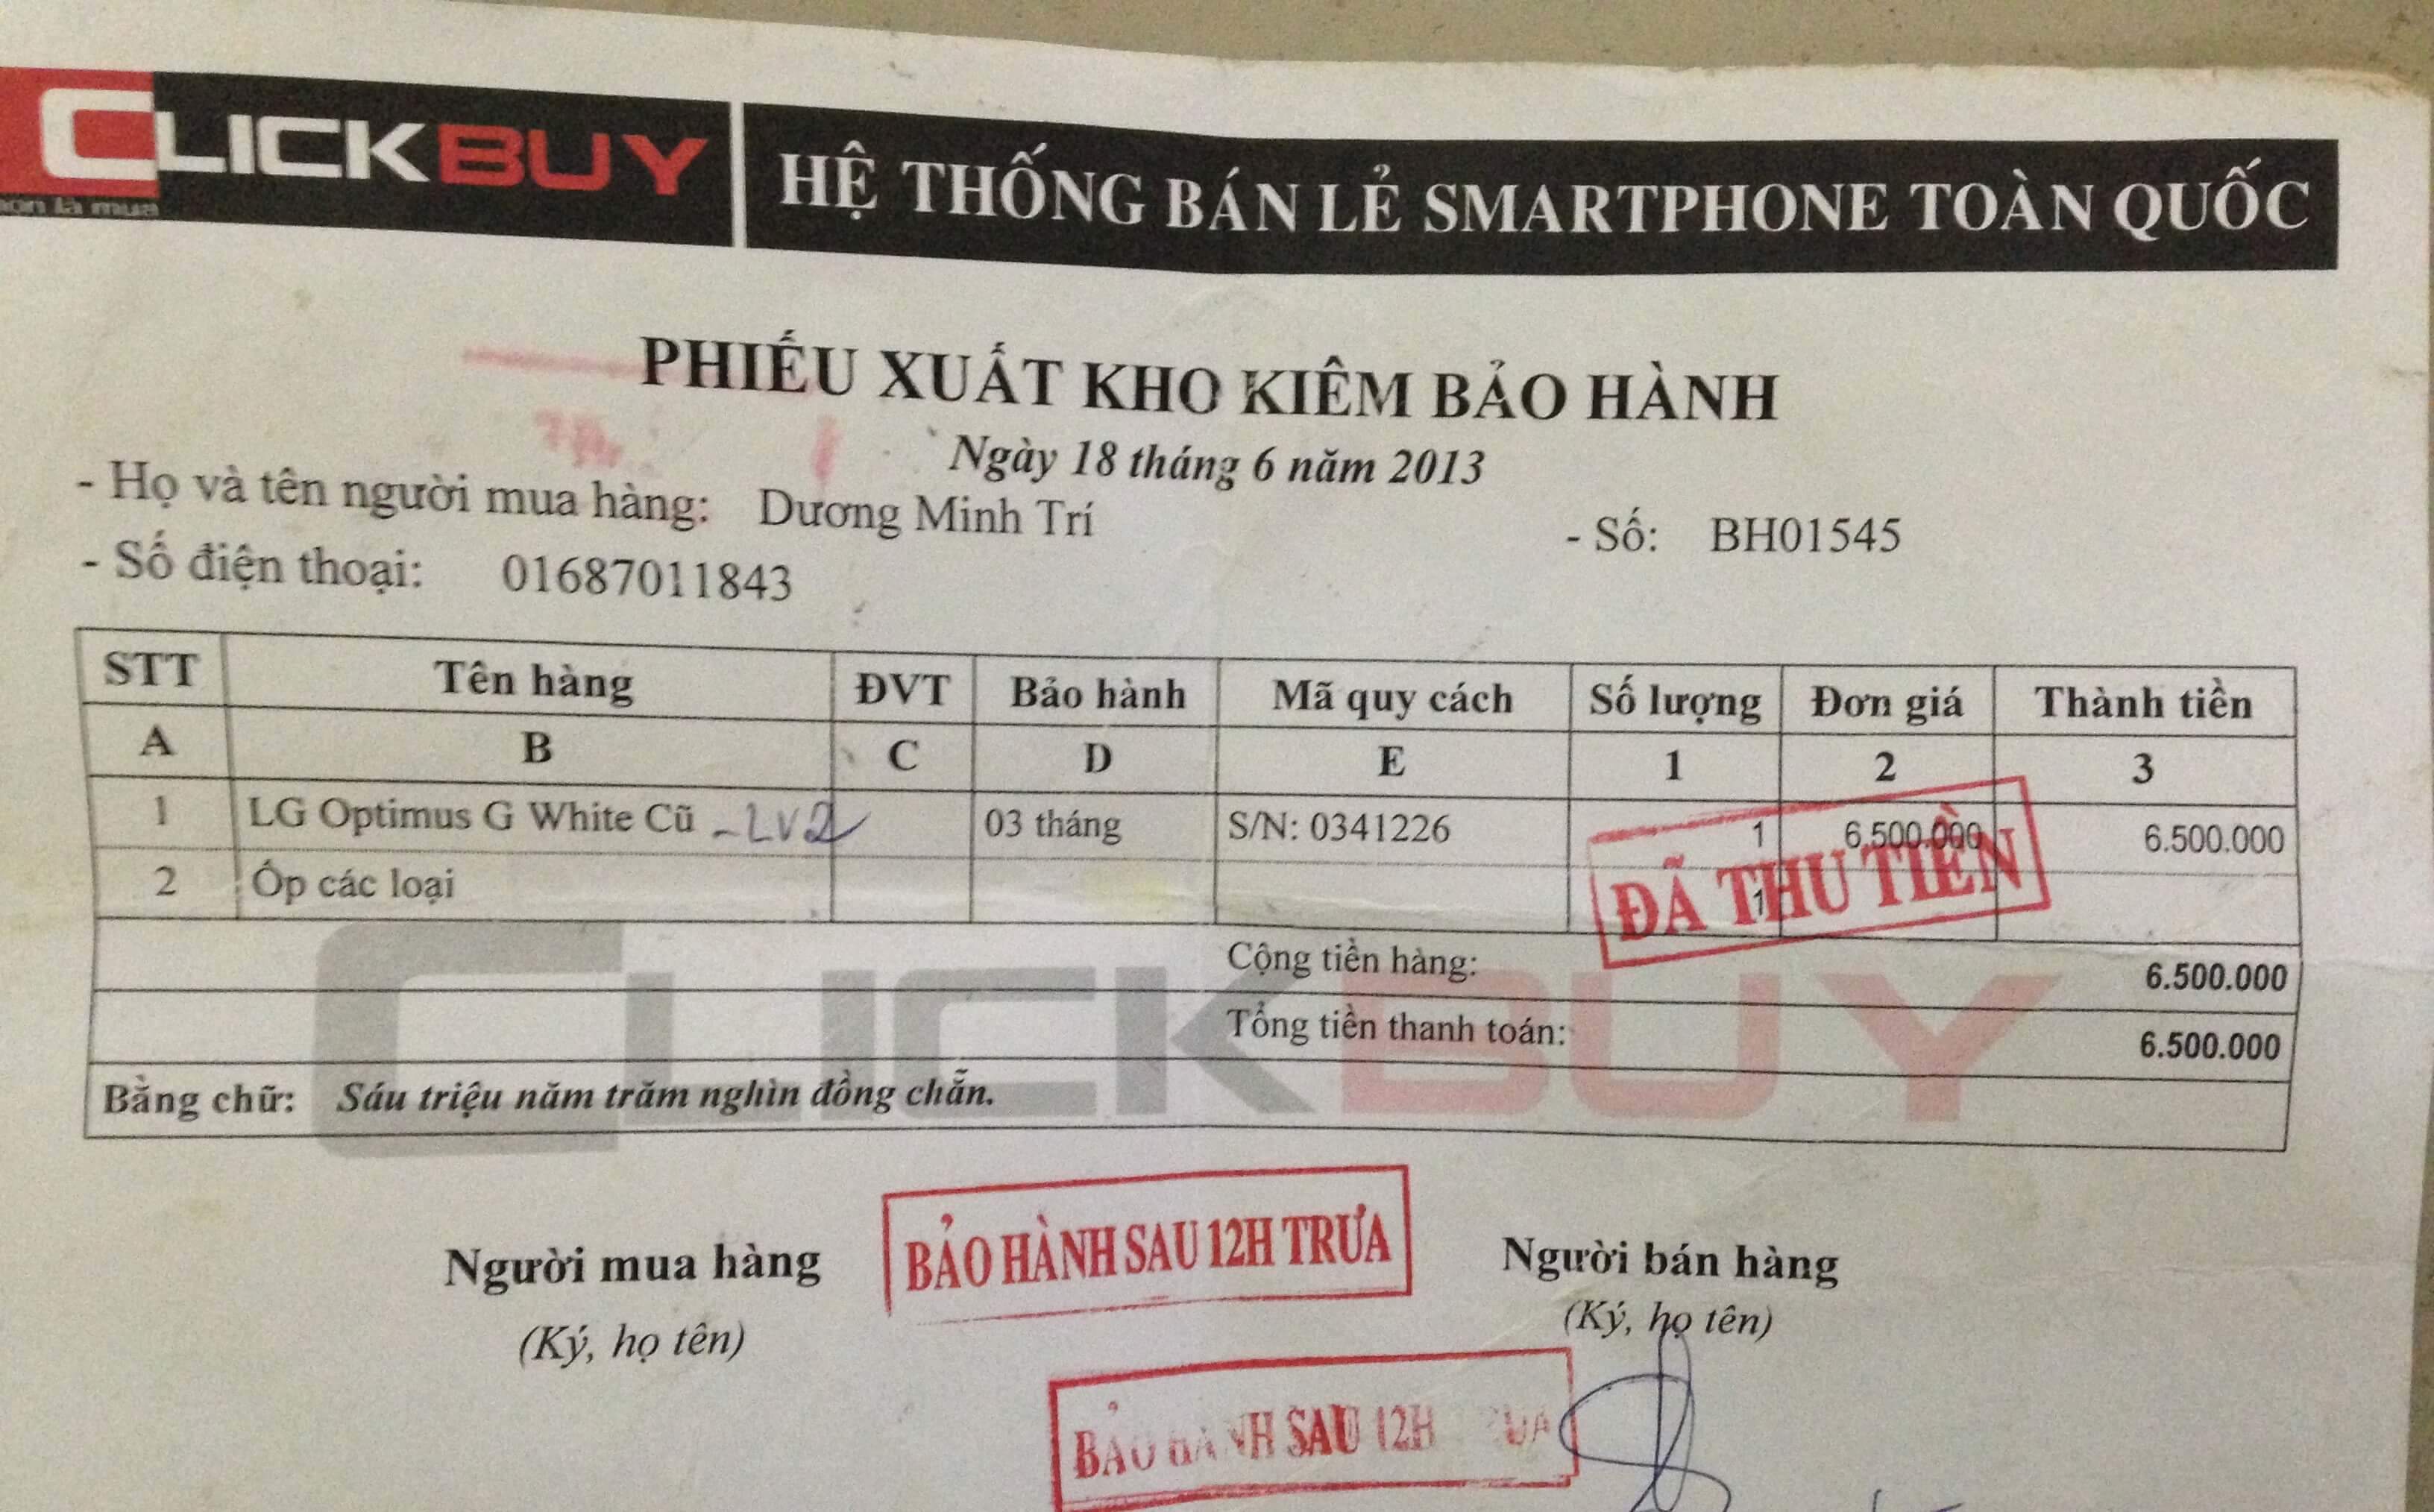 CLICKBUY
HỆ THỐNG BÁN LẺ SMARTPHONE TOÀN QUỐC
là mua
PHIẾU XUẤT KHO KIÊM BẢO HÀNH
Ngày 18 tháng 6 năm 2013
- Họ và tên người mua hàng: Dương Minh Trí
- Số: BH01545
- Số điện thoại: 01687011843
STT Tên hàng ĐVT Bảo hành Mã quy cách Số lượng Đơn giá Thành tiền
A B C D E 1 2 3
1 LG Optimus G White Cũ -LV2 03 tháng S/N: 0341226 1 6.500.000 6.500.000
2 Ốp các loại 1
ĐÃ THU TIỀN
Cộng tiền hàng: 6.500.000
Tổng tiền thanh toán: 6.500.000
Bằng chữ: Sáu triệu năm trăm nghìn đồng chẵn.
CLICKBUY
Người mua hàng
(Ký, họ tên)
BẢO HÀNH SAU 12H TRƯA
Người bán hàng
(Ký, họ tên)
BẢO HÀNH SAU 12H TRƯA